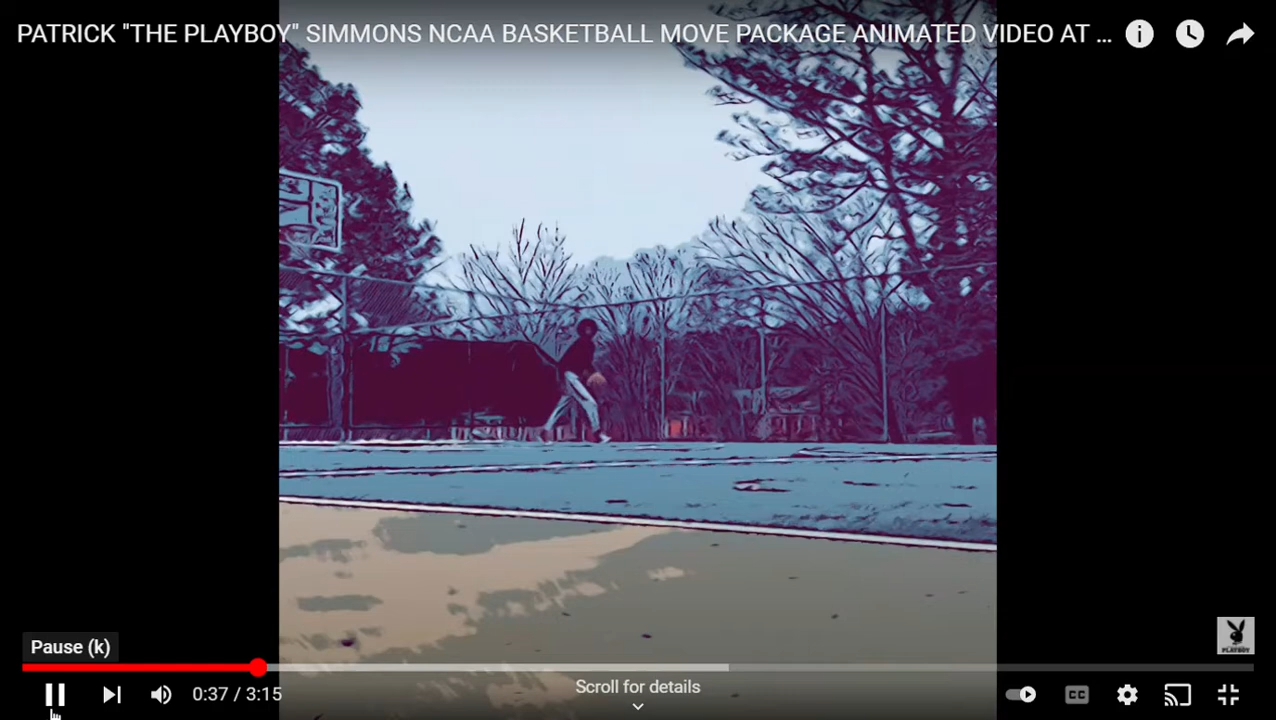 PATRICK "THE PLAYBOY" SIMMONS NCAA BASKETBALL MOVE PACKAGE ANIMATED VIDEO AT ...
PLAYBOY
Pause (k)
Scroll for details
0:37 / 3:15
CC